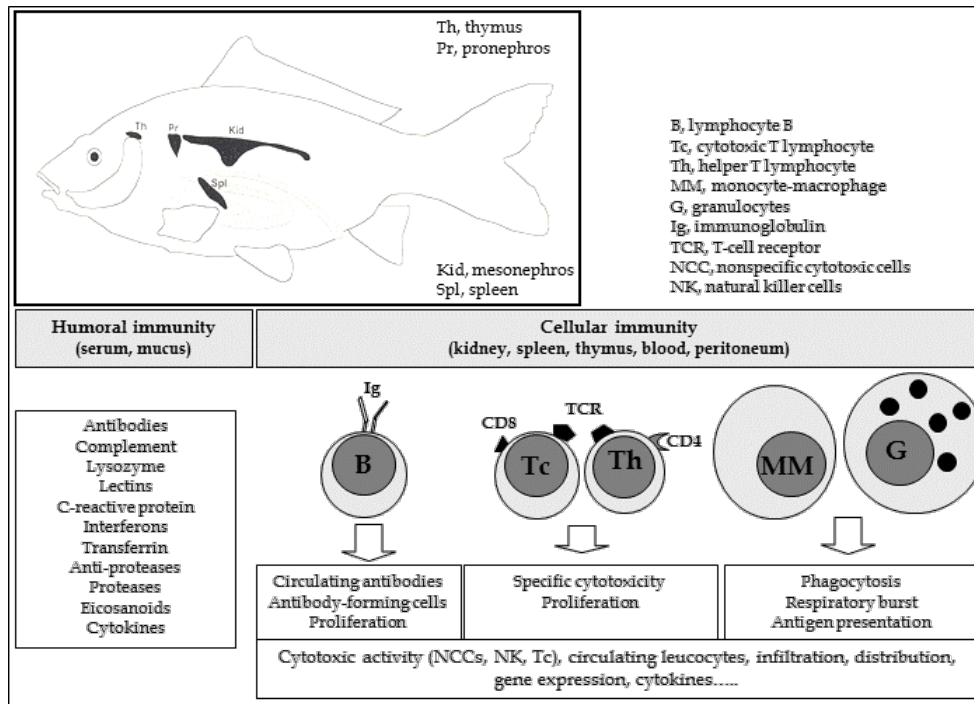 Th, thymus
Pr, pronephros
Th
Pr
Kid
Spl
Kid, mesonephros
Spl, spleen
B, lymphocyte B
Tc, cytotoxic T lymphocyte
Th, helper T lymphocyte
MM, monocyte-macrophage
G, granulocytes
Ig, immunoglobulin
TCR, T-cell receptor
NCC, nonspecific cytotoxic cells
NK, natural killer cells
Humoral immunity
(serum, mucus)
Cellular immunity
(kidney, spleen, thymus, blood, peritoneum)
Antibodies
Complement
Lysozyme
Lectins
C-reactive protein
Interferons
Transferrin
Anti-proteases
Proteases
Eicosanoids
Cytokines
Ig
B
CD8
TCR
Tc
Th
CD4
MM
G
Circulating antibodies
Antibody-forming cells
Proliferation
Specific cytotoxicity
Proliferation
Phagocytosis
Respiratory burst
Antigen presentation
Cytotoxic activity (NCCs, NK, Tc), circulating leucocytes, infiltration, distribution,
gene expression, cytokines.....